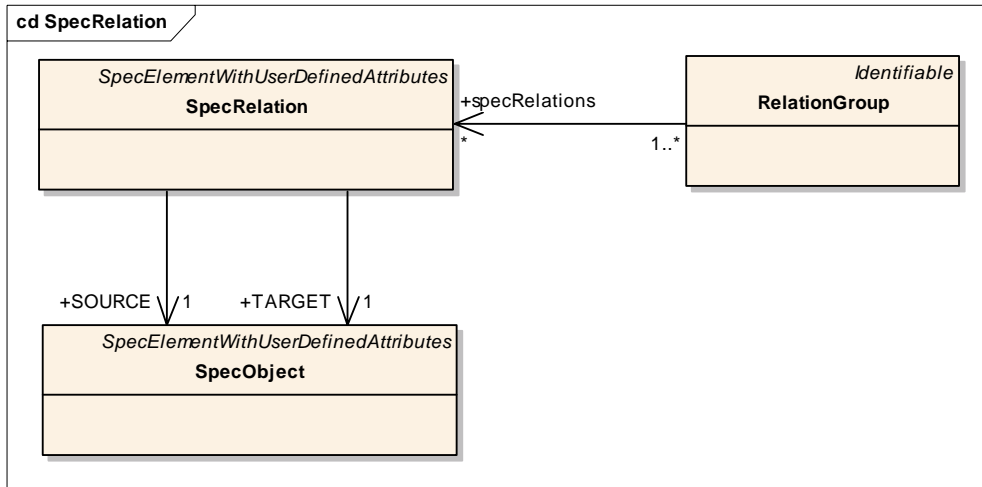 cd SpecRelation
SpecElementWithUserDefinedAttributes
SpecRelation
Identifiable
RelationGroup
+specRelations
*
1..*
+SOURCE
1
+TARGET
1
SpecElementWithUserDefinedAttributes
SpecObject